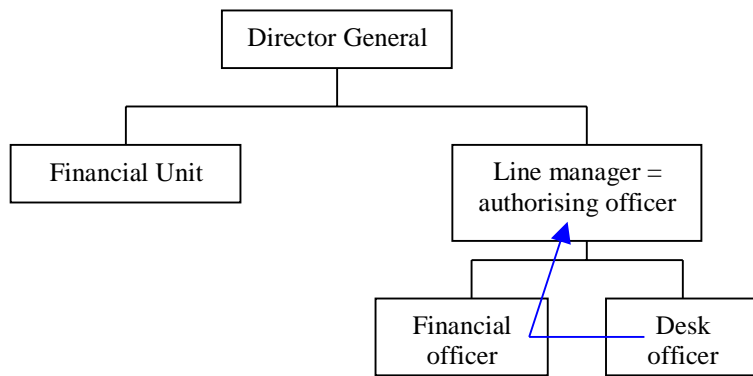 Director General
Financial Unit
Line manager =
authorising officer
Financial
officer
Desk
officer